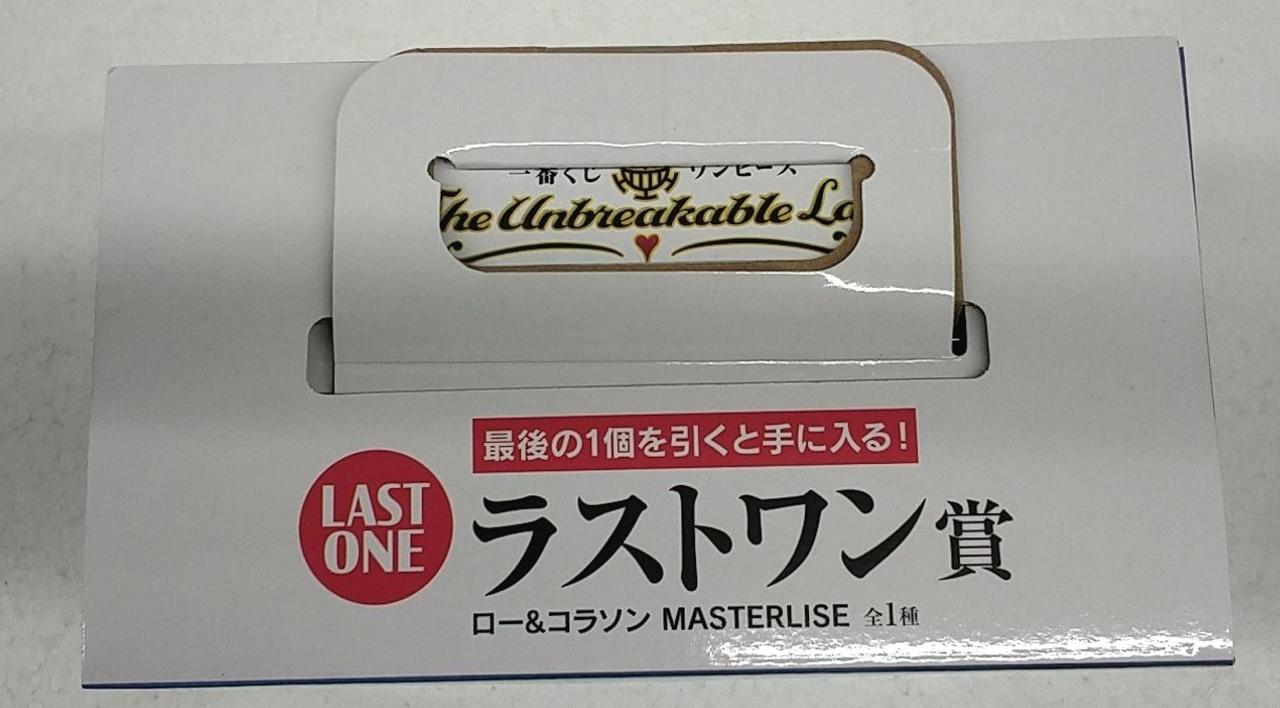 一番くじ ワンピース
The Unbreakable La
最後の1個を引くと手に入る!
LAST
ONE
ラストワン賞
ロー&コラソン MASTERLISE 全1種